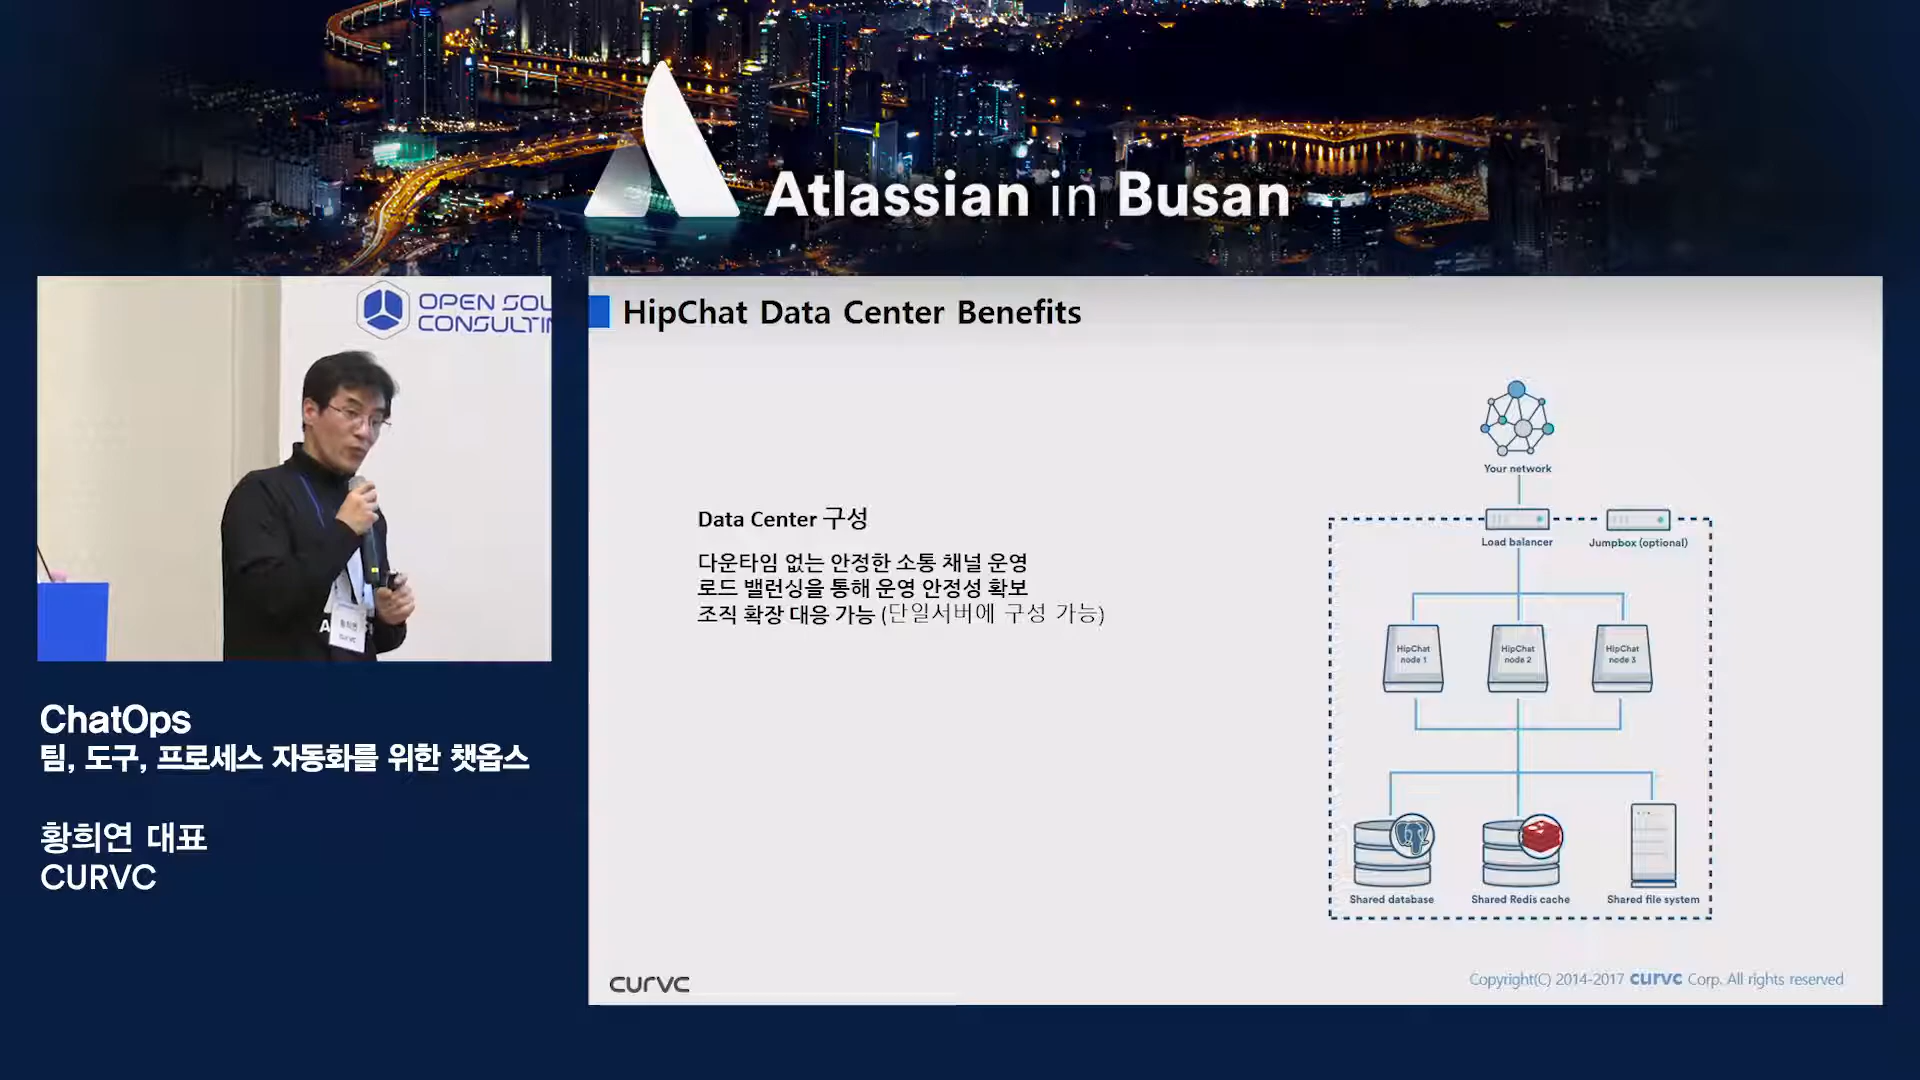 Atlassian in Busan
OPEN SOU
CONSULTIN
황희연
CURVC
ChatOps
팀, 도구, 프로세스 자동화를 위한 챗옵스
황희연 대표
CURVC
HipChat Data Center Benefits
Data Center 구성
다운타임 없는 안정한 소통 채널 운영
로드 밸런싱을 통해 운영 안정성 확보
조직 확장 대응 가능 (단일서버에 구성 가능)
Your network
Load balancer
Jumpbox (optional)
HipChat
node 1
HipChat
node 2
HipChat
node 3
Shared database
Shared Redis cache
Shared file system
curvc
Copyright(C) 2014-2017 curvc Corp. All rights reserved